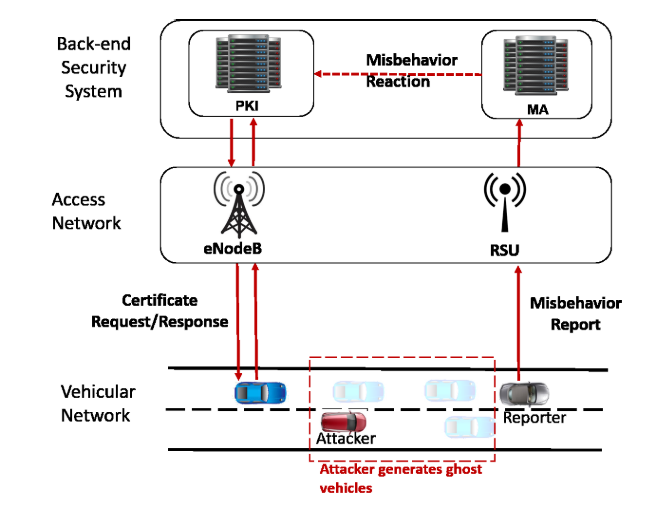 Back-end
Security
System
PKI
Misbehavior
Reaction
MA
Access
Network
eNodeB
RSU
Certificate
Request/Response
Misbehavior
Report
Vehicular
Network
Attacker
Reporter
Attacker generates ghost
vehicles